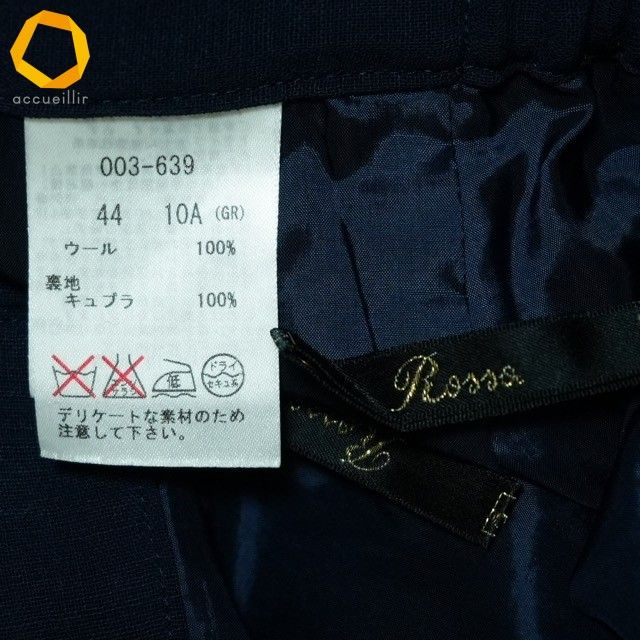 accueillir
003-639
44 10A (GR)
ウール 100%
裏地
キュプラ 100%
低
ドライ
セキュ系
デリケートな素材のため
注意して下さい。
Rossa